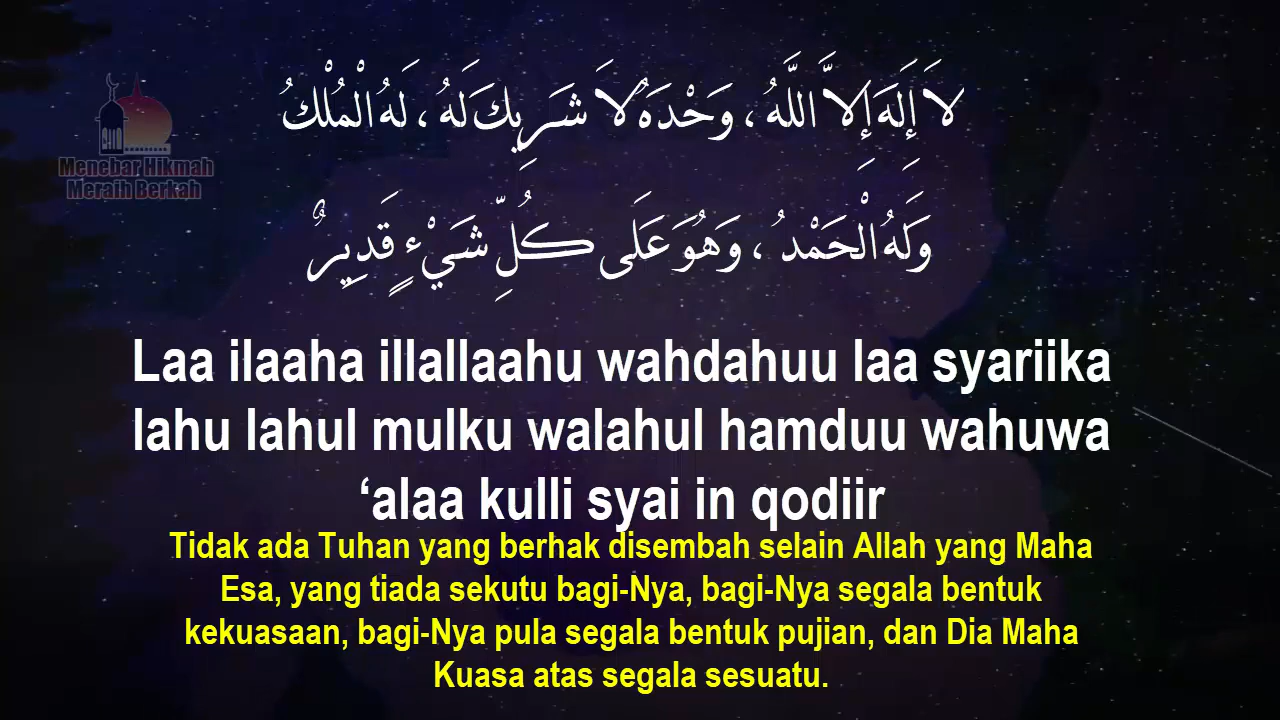 لاَ إِلَهَ إِلاَّ اللَّهُ ، وَحْدَهُ لاَ شَرِيكَ لَهُ ، لَهُ الْمُلْكُ
Menebar Hikmah
Meraih Berkah
وَلَهُ الْحَمْدُ ، وَهُوَ عَلَى كُلِّ شَيْءٍ قَدِيرٌ
Laa ilaaha illallaahu wahdahuu laa syariika
lahu lahul mulku walahul hamduu wahuwa
‘alaa kulli syai in qodiir
Tidak ada Tuhan yang berhak disembah selain Allah yang Maha
Esa, yang tiada sekutu bagi-Nya, bagi-Nya segala bentuk
kekuasaan, bagi-Nya pula segala bentuk pujian, dan Dia Maha
Kuasa atas segala sesuatu.